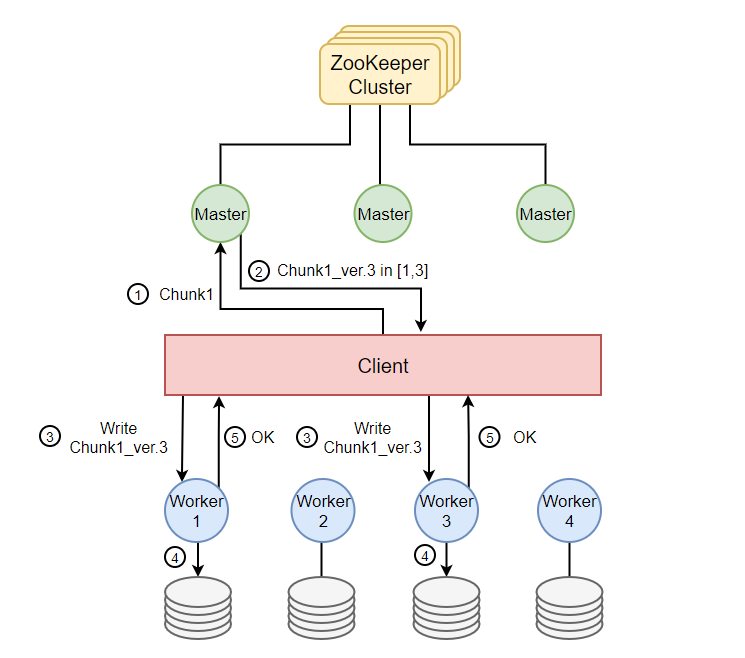 ZooKeeper
Cluster
Master
Master
Master
2 Chunk1_ver.3 in [1,3]
1 Chunk1
Client
3 Write
Chunk1_ver.3
5 OK
3 Write
Chunk1_ver.3
5 OK
Worker
1
Worker
2
Worker
3
Worker
4
4
4